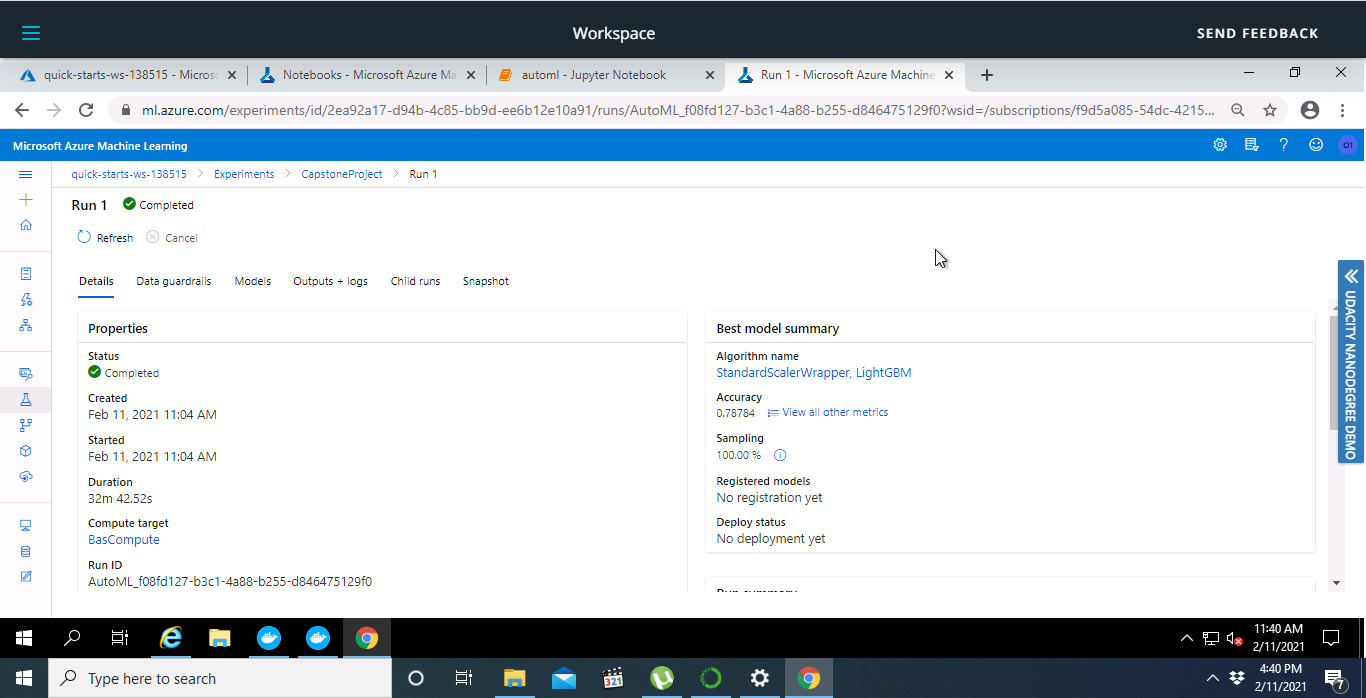 Workspace
SEND FEEDBACK
quick-starts-ws-138515 - Micros
Notebooks - Microsoft Azure Ma
automl - Jupyter Notebook
Run 1 - Microsoft Azure Machine
ml.azure.com/experiments/id/2ea92a17-d94b-4c85-bb9d-ee6b12e10a91/runs/AutoML_f08fd127-b3c1-4a88-b255-d846475129f0?wsid=/subscriptions/f9d5a085-54dc-4215...
Microsoft Azure Machine Learning
O1
quick-starts-ws-138515 > Experiments > CapstoneProject > Run 1
Run 1 Completed
Refresh Cancel
Details Data guardrails Models Outputs + logs Child runs Snapshot
Properties
Status
Completed
Created
Feb 11, 2021 11:04 AM
Started
Feb 11, 2021 11:04 AM
Duration
32m 42.52s
Compute target
BasCompute
Run ID
AutoML_f08fd127-b3c1-4a88-b255-d846475129f0
Best model summary
Algorithm name
StandardScalerWrapper, LightGBM
Accuracy
0.78784 View all other metrics
Sampling
100.00 %
Registered models
No registration yet
Deploy status
No deployment yet
Run summary
UDACITY NANODEGREE DEMO
11:40 AM
2/11/2021
Type here to search
321
4:40 PM
2/11/2021
7